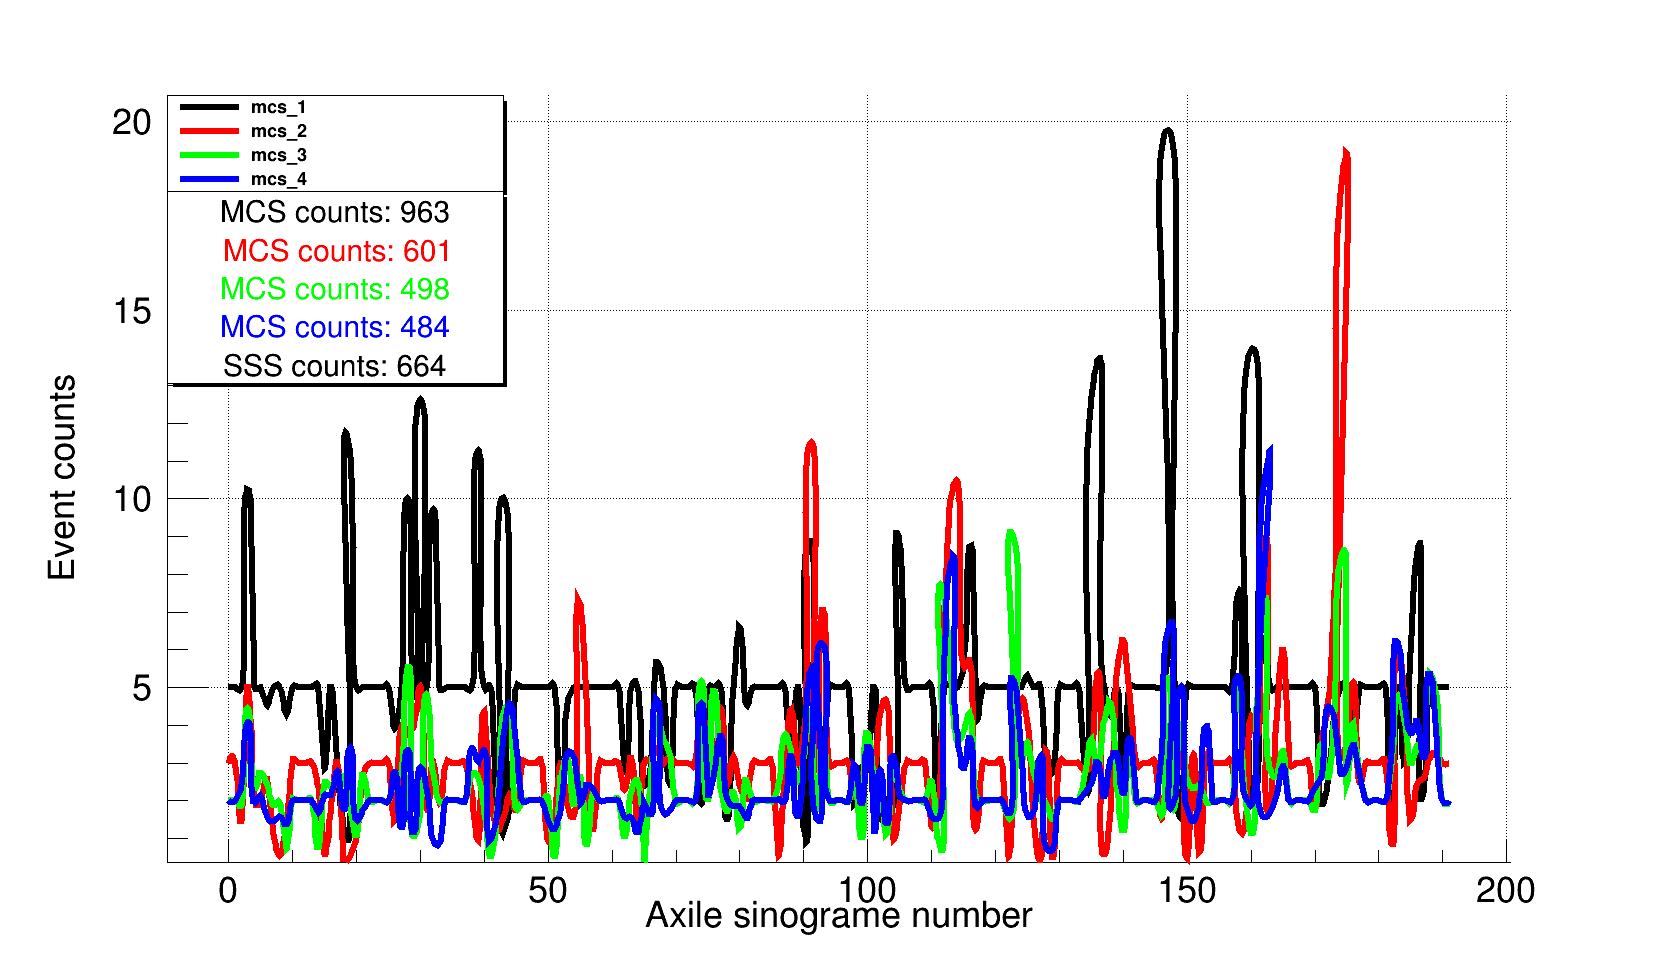 mcs_1
mcs_2
mcs_3
mcs_4
MCS counts: 963
MCS counts: 601
MCS counts: 498
MCS counts: 484
SSS counts: 664
20
15
10
5
Event counts
0 50 100 150 200
Axile sinograme number